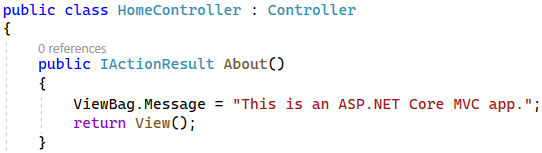 public class HomeController : Controller
{
0 references
public IActionResult About()
{
ViewBag.Message = "This is an ASP.NET Core MVC app.";
return View();
}